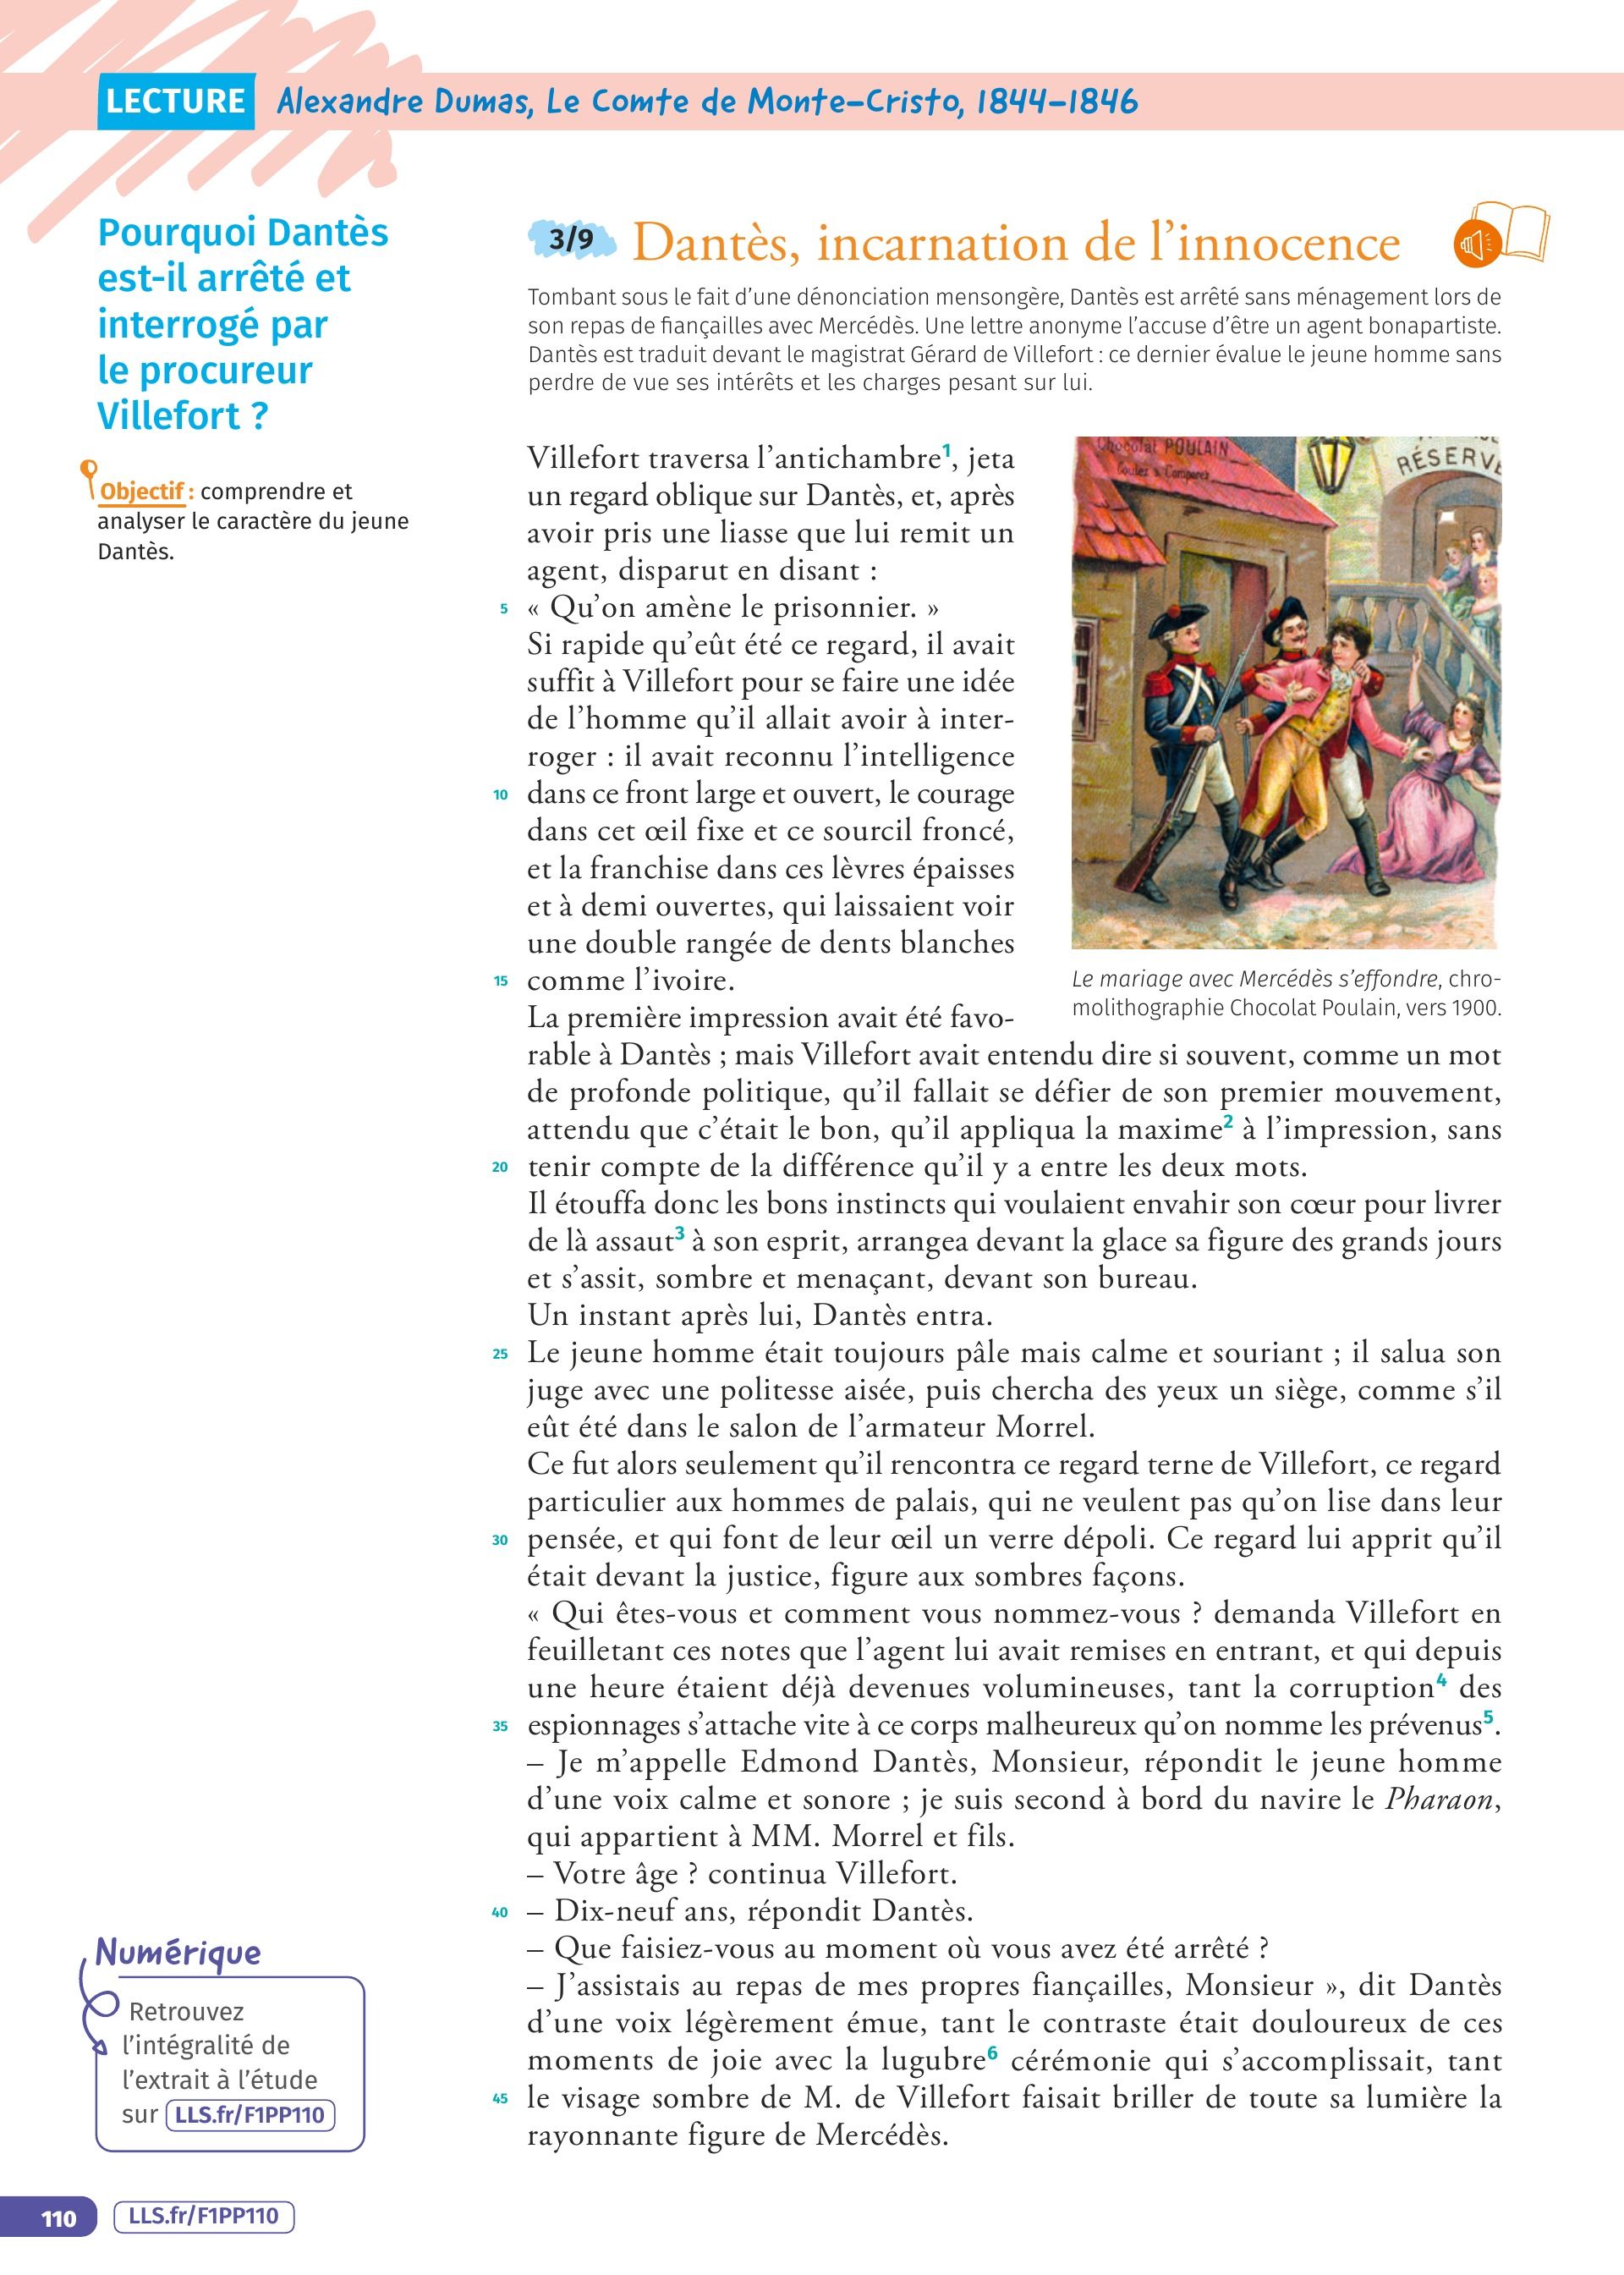 LECTURE Alexandre Dumas, Le Comte de Monte-Cristo, 1844-1846
Pourquoi Dantès
est-il arrêté et
interrogé par
le procureur
Villefort ?
Objectif : comprendre et
analyser le caractère du jeune
Dantès.
3/9 Dantès, incarnation de l'innocence
Tombant sous le fait d'une dénonciation mensongère, Dantès est arrêté sans ménagement lors de
son repas de fiançailles avec Mercédès. Une lettre anonyme l'accuse d'être un agent bonapartiste.
Dantès est traduit devant le magistrat Gérard de Villefort : ce dernier évalue le jeune homme sans
perdre de vue ses intérêts et les charges pesant sur lui.
Villefort traversa l'antichambre1, jeta
un regard oblique sur Dantès, et, après
avoir pris une liasse que lui remit un
agent, disparut en disant :
5 « Qu'on amène le prisonnier. »
Si rapide qu'eût été ce regard, il avait
suffit à Villefort pour se faire une idée
de l'homme qu'il allait avoir à inter-
roger : il avait reconnu l'intelligence
10 dans ce front large et ouvert, le courage
dans cet œil fixe et ce sourcil froncé,
et la franchise dans ces lèvres épaisses
et à demi ouvertes, qui laissaient voir
une double rangée de dents blanches
15 comme l'ivoire.
La première impression avait été favo-
rable à Dantès ; mais Villefort avait entendu dire si souvent, comme un mot
de profonde politique, qu'il fallait se défier de son premier mouvement,
attendu que c'était le bon, qu'il appliqua la maxime2 à l'impression, sans
20 tenir compte de la différence qu'il y a entre les deux mots.
Il étouffa donc les bons instincts qui voulaient envahir son cœur pour livrer
de là assaut3 à son esprit, arrangea devant la glace sa figure des grands jours
et s'assit, sombre et menaçant, devant son bureau.
Un instant après lui, Dantès entra.
25 Le jeune homme était toujours pâle mais calme et souriant ; il salua son
juge avec une politesse aisée, puis chercha des yeux un siège, comme s'il
eût été dans le salon de l'armateur Morrel.
Ce fut alors seulement qu'il rencontra ce regard terne de Villefort, ce regard
particulier aux hommes de palais, qui ne veulent pas qu'on lise dans leur
30 pensée, et qui font de leur œil un verre dépoli. Ce regard lui apprit qu'il
était devant la justice, figure aux sombres façons.
« Qui êtes-vous et comment vous nommez-vous ? demanda Villefort en
feuilletant ces notes que l'agent lui avait remises en entrant, et qui depuis
une heure étaient déjà devenues volumineuses, tant la corruption4 des
35 espionnages s'attache vite à ce corps malheureux qu'on nomme les prévenus5.
– Je m'appelle Edmond Dantès, Monsieur, répondit le jeune homme
d'une voix calme et sonore ; je suis second à bord du navire le Pharaon,
qui appartient à MM. Morrel et fils.
– Votre âge ? continua Villefort.
40 – Dix-neuf ans, répondit Dantès.
– Que faisiez-vous au moment où vous avez été arrêté ?
– J'assistais au repas de mes propres fiançailles, Monsieur », dit Dantès
d'une voix légèrement émue, tant le contraste était douloureux de ces
moments de joie avec la lugubre6 cérémonie qui s'accomplissait, tant
45 le visage sombre de M. de Villefort faisait briller de toute sa lumière la
rayonnante figure de Mercédès.
Chocolat POULAIN
Goûtez & Comparez
RÉSERVE
Le mariage avec Mercédès s'effondre, chro-
molithographie Chocolat Poulain, vers 1900.
Numérique
Retrouvez
l'intégralité de
l'extrait à l'étude
sur LLS.fr/F1PP110
110 LLS.fr/F1PP110